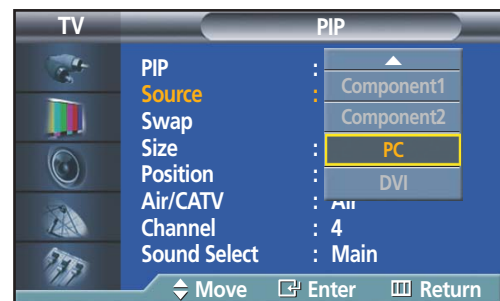 TV PIP
PIP :
Source :
Swap
Size :
Position :
Air/CATV :
Channel : 4
Sound Select : Main
Component1
Component2
PC
DVI
Move Enter Return